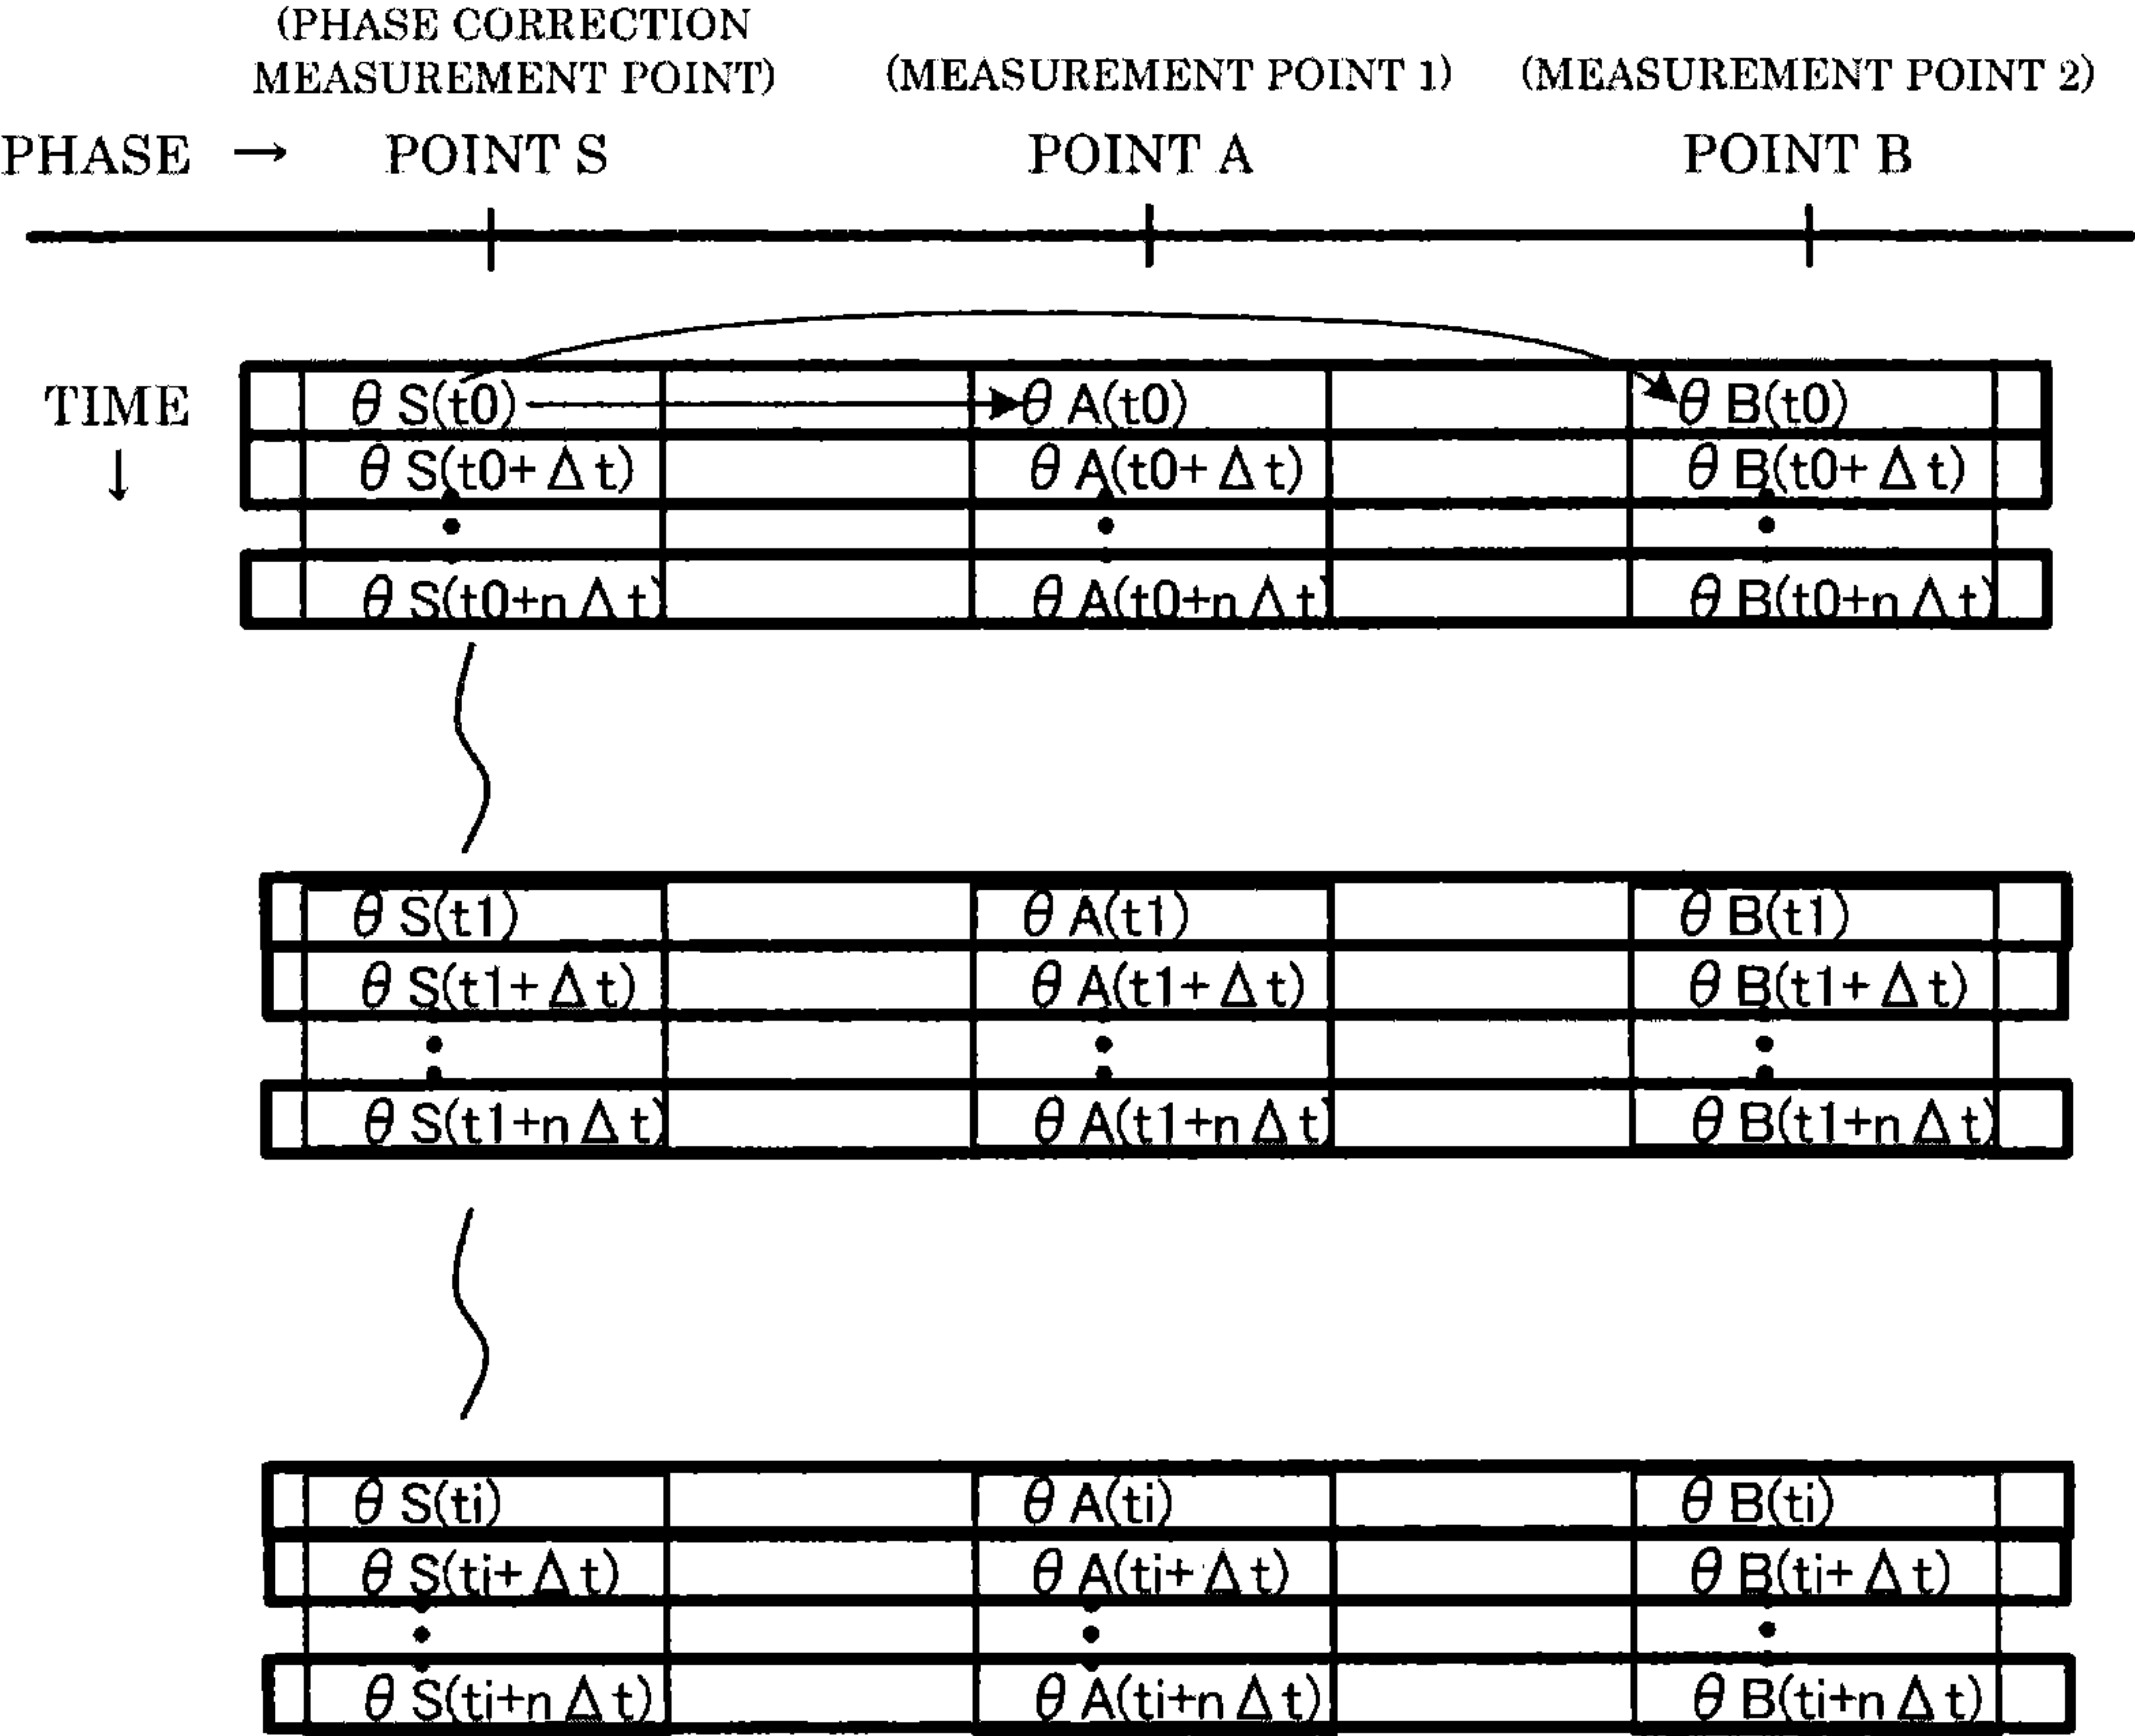 (PHASE CORRECTION
MEASUREMENT POINT) (MEASUREMENT POINT 1) (MEASUREMENT POINT 2)
PHASE → POINT S POINT A POINT B
TIME θ S(t0) θ A(t0) θ B(t0)
↓ θ S(t0+Δt) θ A(t0+Δt) θ B(t0+Δt)
θ S(t0+nΔt) θ A(t0+nΔt) θ B(t0+nΔt)
θ S(t1) θ A(t1) θ B(t1)
θ S(t1+Δt) θ A(t1+Δt) θ B(t1+Δt)
θ S(t1+nΔt) θ A(t1+nΔt) θ B(t1+nΔt)
θ S(ti) θ A(ti) θ B(ti)
θ S(ti+Δt) θ A(ti+Δt) θ B(ti+Δt)
θ S(ti+nΔt) θ A(ti+nΔt) θ B(ti+nΔt)